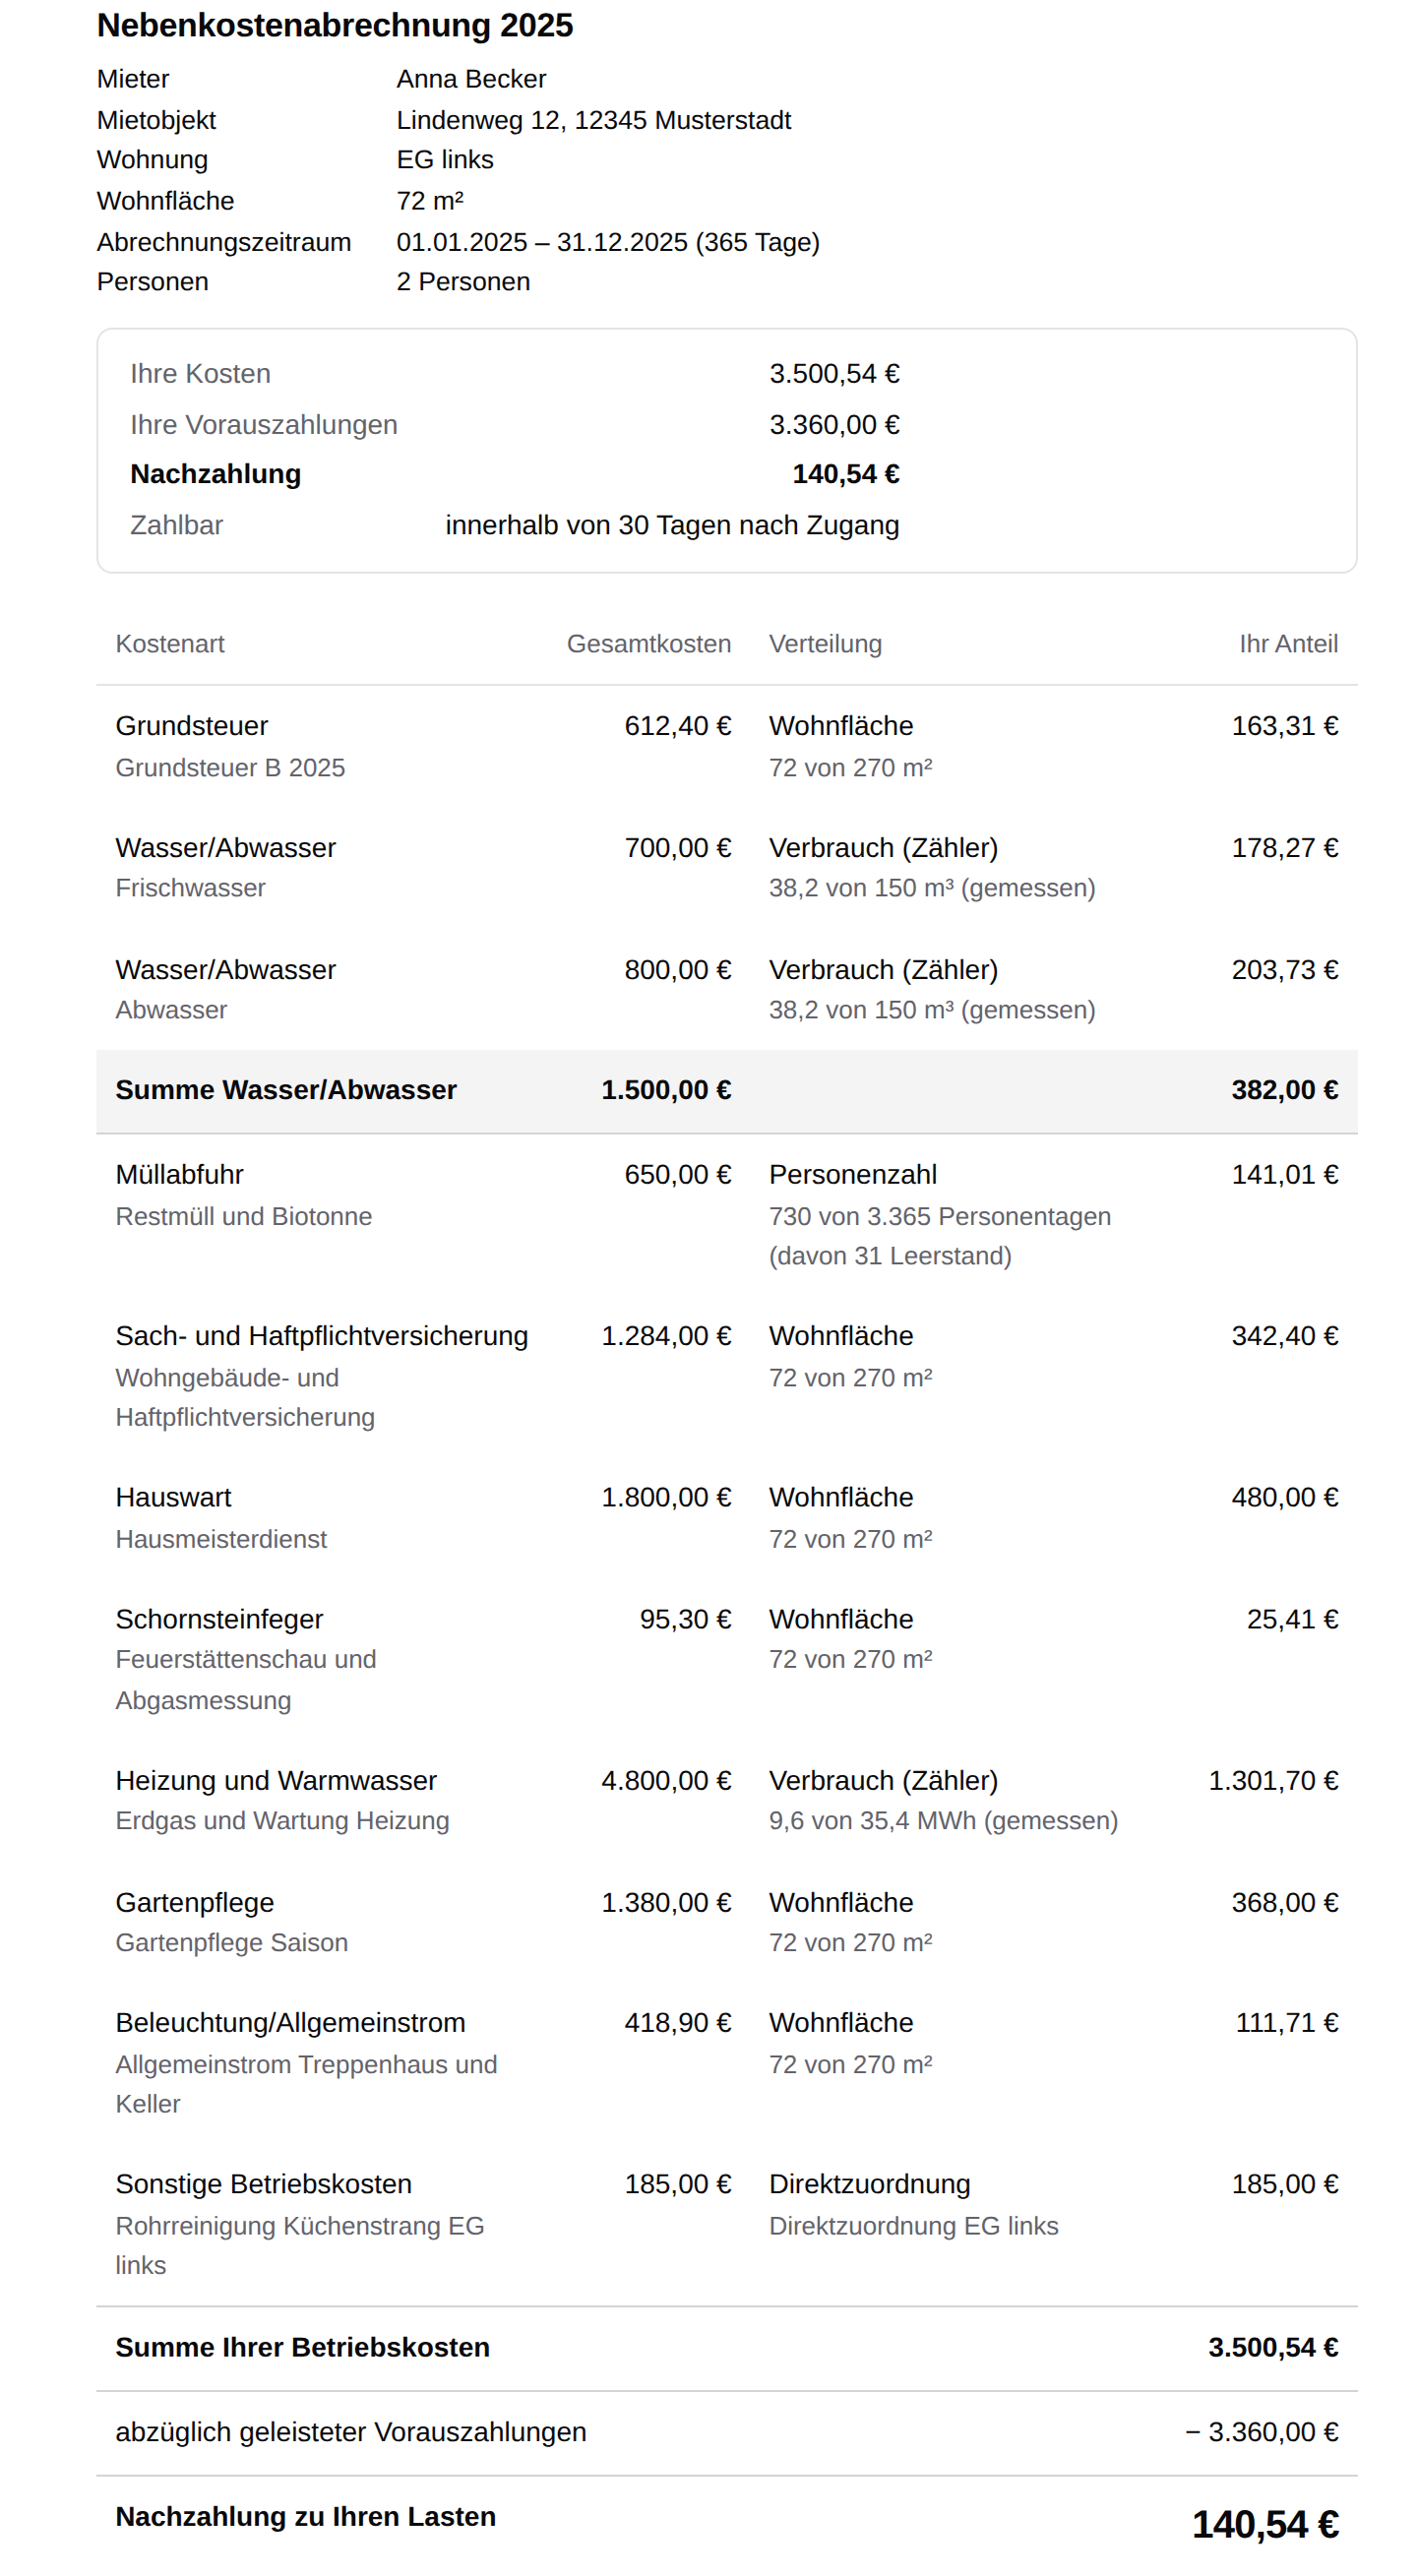 Nebenkostenabrechnung 2025
Mieter Anna Becker
Mietobjekt Lindenweg 12, 12345 Musterstadt
Wohnung EG links
Wohnfläche 72 m²
Abrechnungszeitraum 01.01.2025 – 31.12.2025 (365 Tage)
Personen 2 Personen
Ihre Kosten 3.500,54 €
Ihre Vorauszahlungen 3.360,00 €
Nachzahlung 140,54 €
Zahlbar innerhalb von 30 Tagen nach Zugang
Kostenart Gesamtkosten Verteilung Ihr Anteil
Grundsteuer 612,40 € Wohnfläche 163,31 €
Grundsteuer B 2025 72 von 270 m²
Wasser/Abwasser 700,00 € Verbrauch (Zähler) 178,27 €
Frischwasser 38,2 von 150 m³ (gemessen)
Wasser/Abwasser 800,00 € Verbrauch (Zähler) 203,73 €
Abwasser 38,2 von 150 m³ (gemessen)
Summe Wasser/Abwasser 1.500,00 € 382,00 €
Müllabfuhr 650,00 € Personenzahl 141,01 €
Restmüll und Biotonne 730 von 3.365 Personentagen
(davon 31 Leerstand)
Sach- und Haftpflichtversicherung 1.284,00 € Wohnfläche 342,40 €
Wohngebäude- und 72 von 270 m²
Haftpflichtversicherung
Hauswart 1.800,00 € Wohnfläche 480,00 €
Hausmeisterdienst 72 von 270 m²
Schornsteinfeger 95,30 € Wohnfläche 25,41 €
Feuerstättenschau und 72 von 270 m²
Abgasmessung
Heizung und Warmwasser 4.800,00 € Verbrauch (Zähler) 1.301,70 €
Erdgas und Wartung Heizung 9,6 von 35,4 MWh (gemessen)
Gartenpflege 1.380,00 € Wohnfläche 368,00 €
Gartenpflege Saison 72 von 270 m²
Beleuchtung/Allgemeinstrom 418,90 € Wohnfläche 111,71 €
Allgemeinstrom Treppenhaus und 72 von 270 m²
Keller
Sonstige Betriebskosten 185,00 € Direktzuordnung 185,00 €
Rohrreinigung Küchenstrang EG Direktzuordnung EG links
links
Summe Ihrer Betriebskosten 3.500,54 €
abzüglich geleisteter Vorauszahlungen − 3.360,00 €
Nachzahlung zu Ihren Lasten 140,54 €